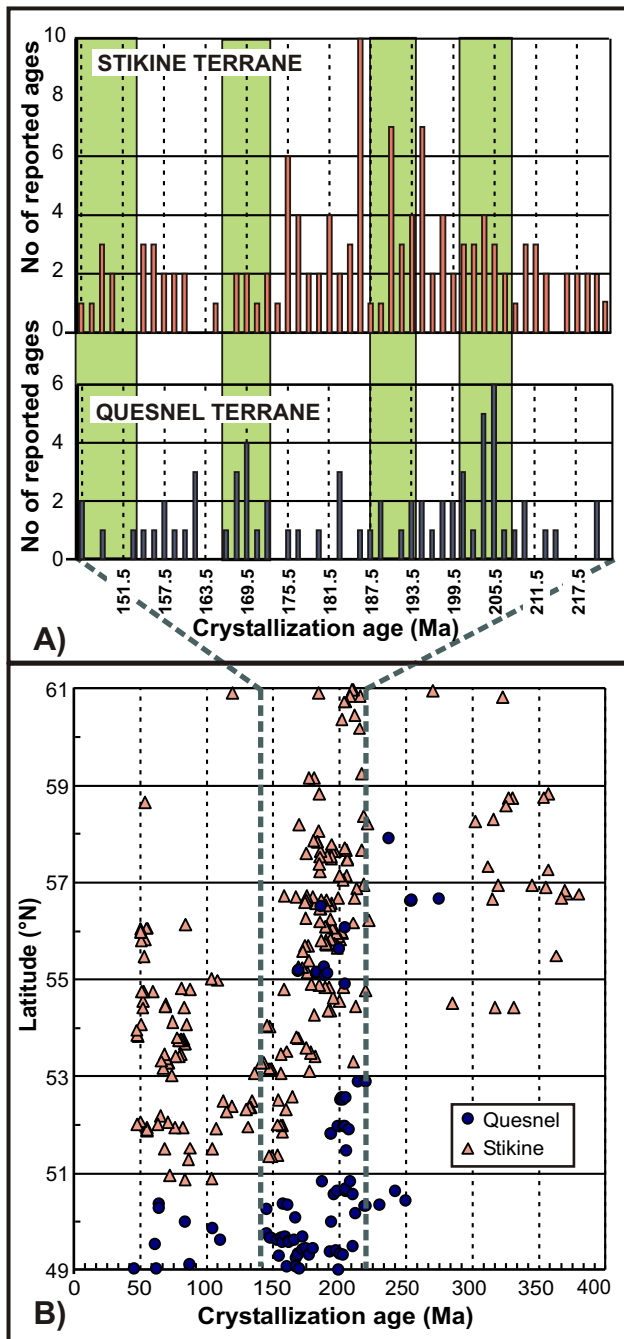 STIKINE TERRANE
No of reported ages
10
8
6
4
2
0
QUESNEL TERRANE
No of reported ages
6
4
2
0
151.5 157.5 163.5 169.5 175.5 181.5 187.5 193.5 199.5 205.5 211.5 217.5
Crystallization age (Ma)
A)
61
59
57
55
53
51
49
Latitude (°N)
Quesnel
Stikine
0 50 100 150 200 250 300 350 400
Crystallization age (Ma)
B)